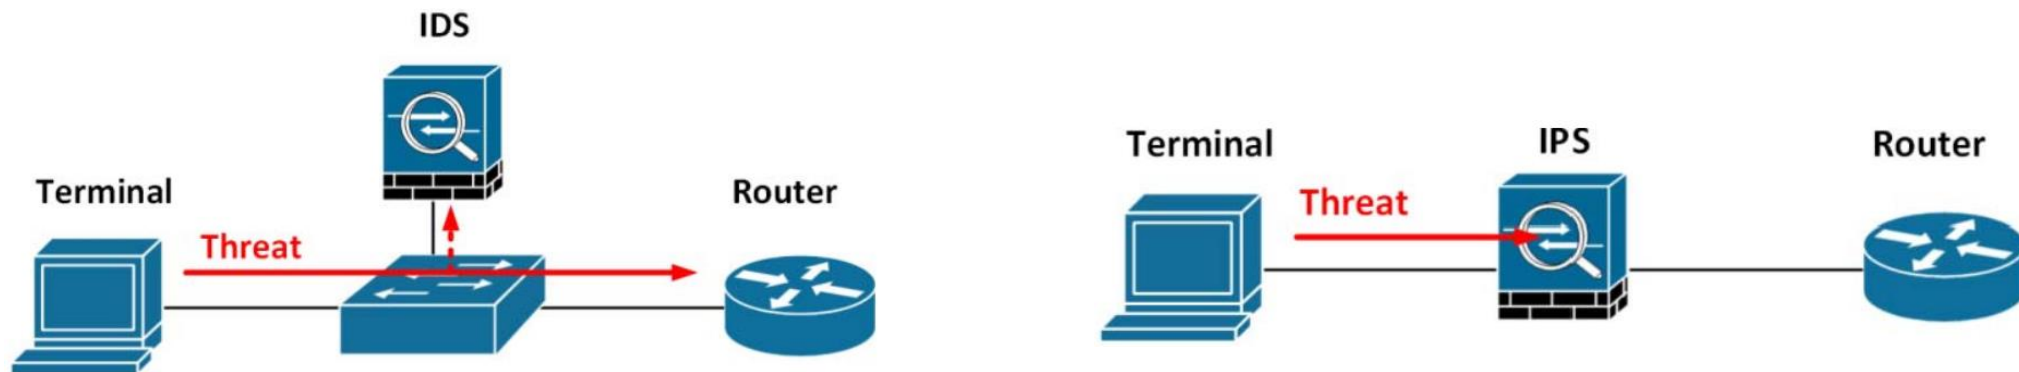 IDS
Terminal
Router
Threat
Terminal
IPS
Router
Threat